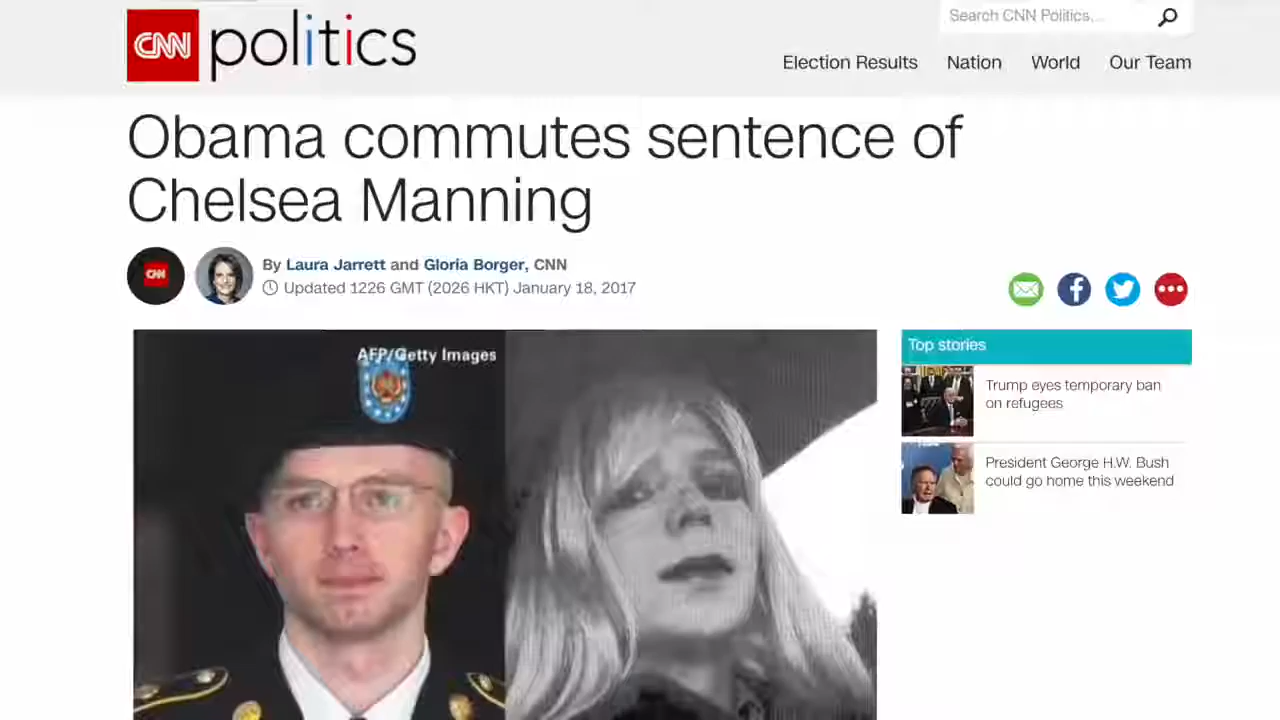 CNN politics
Search CNN Politics,...
Election Results Nation World Our Team
Obama commutes sentence of
Chelsea Manning
CNN
By Laura Jarrett and Gloria Borger, CNN
Updated 1226 GMT (2026 HKT) January 18, 2017
AFP/Getty Images
Top stories
Trump eyes temporary ban
on refugees
President George H.W. Bush
could go home this weekend